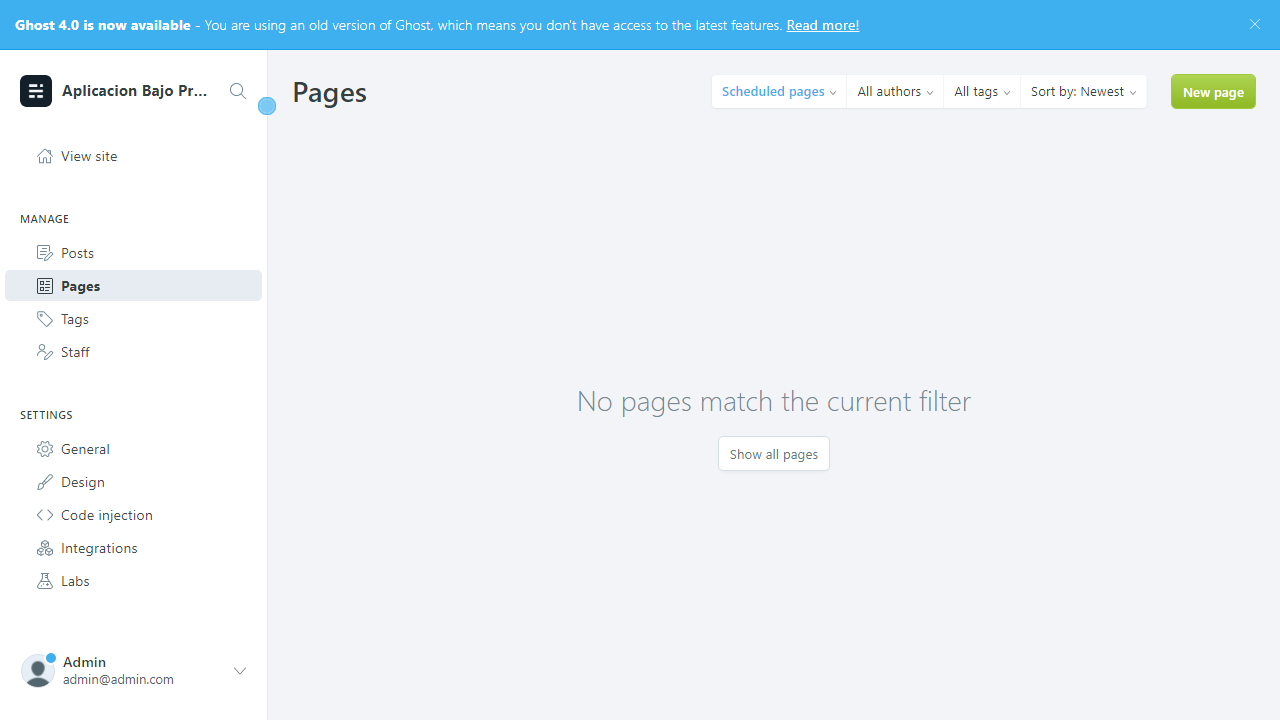 Ghost 4.0 is now available - You are using an old version of Ghost, which means you don't have access to the latest features. Read more!
Aplicacion Bajo Pr...
View site
MANAGE
Posts
Pages
Tags
Staff
SETTINGS
General
Design
Code injection
Integrations
Labs
Admin
admin@admin.com
Pages
Scheduled pages
All authors
All tags
Sort by: Newest
New page
No pages match the current filter
Show all pages